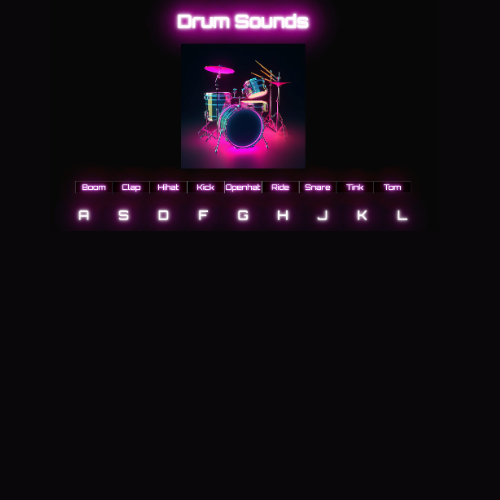 Drum Sounds
Boom Clap Hihat Kick Openhat Ride Snare Tink Tom
A S D F G H J K L